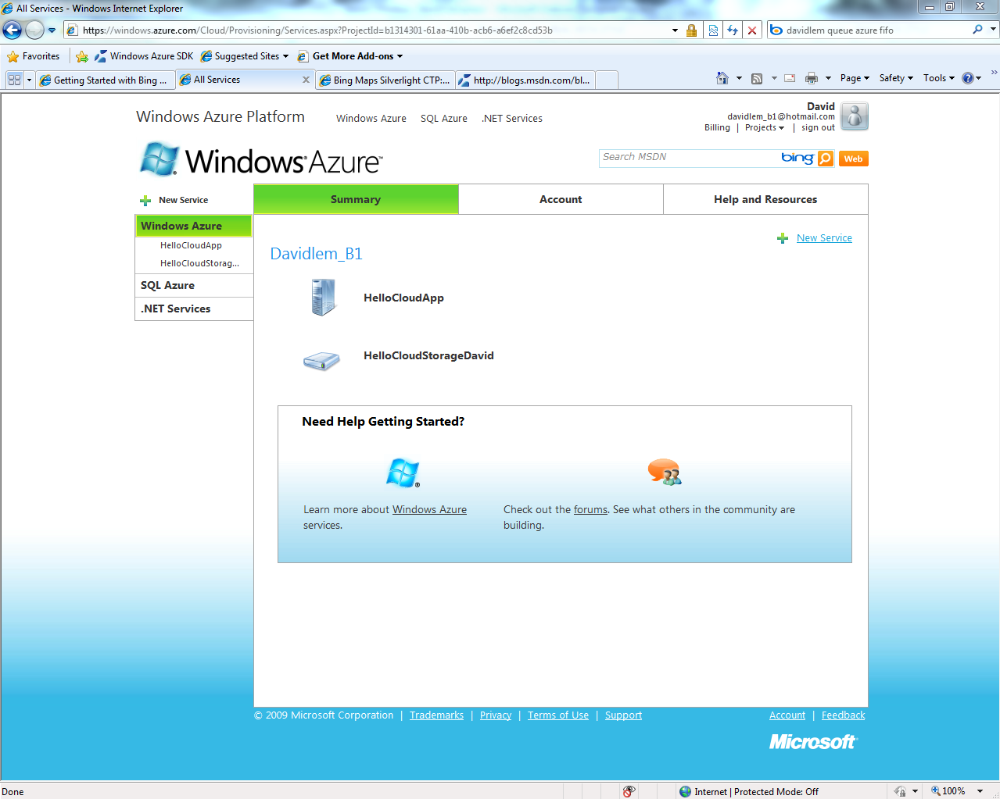 All Services - Windows Internet Explorer
https://windows.azure.com/Cloud/Provisioning/Services.aspx?ProjectId=b1314301-61aa-410b-acb6-a6ef2c8cd53b
davidlem queue azure fifo
Favorites
Windows Azure SDK
Suggested Sites
Get More Add-ons
Getting Started with Bing ...
All Services
Bing Maps Silverlight CTP:...
http://blogs.msdn.com/bl...
Page
Safety
Tools
Windows Azure Platform
Windows Azure
SQL Azure
.NET Services
David
davidlem_b1@hotmail.com
Billing | Projects | sign out
Windows® Azure™
Search MSDN
bing
Web
New Service
Summary
Account
Help and Resources
Windows Azure
HelloCloudApp
HelloCloudStorag...
SQL Azure
.NET Services
New Service
Davidlem_B1
HelloCloudApp
HelloCloudStorageDavid
Need Help Getting Started?
Learn more about Windows Azure
services.
Check out the forums. See what others in the community are
building.
© 2009 Microsoft Corporation | Trademarks | Privacy | Terms of Use | Support
Account | Feedback
Microsoft®
Done
Internet | Protected Mode: Off
100%